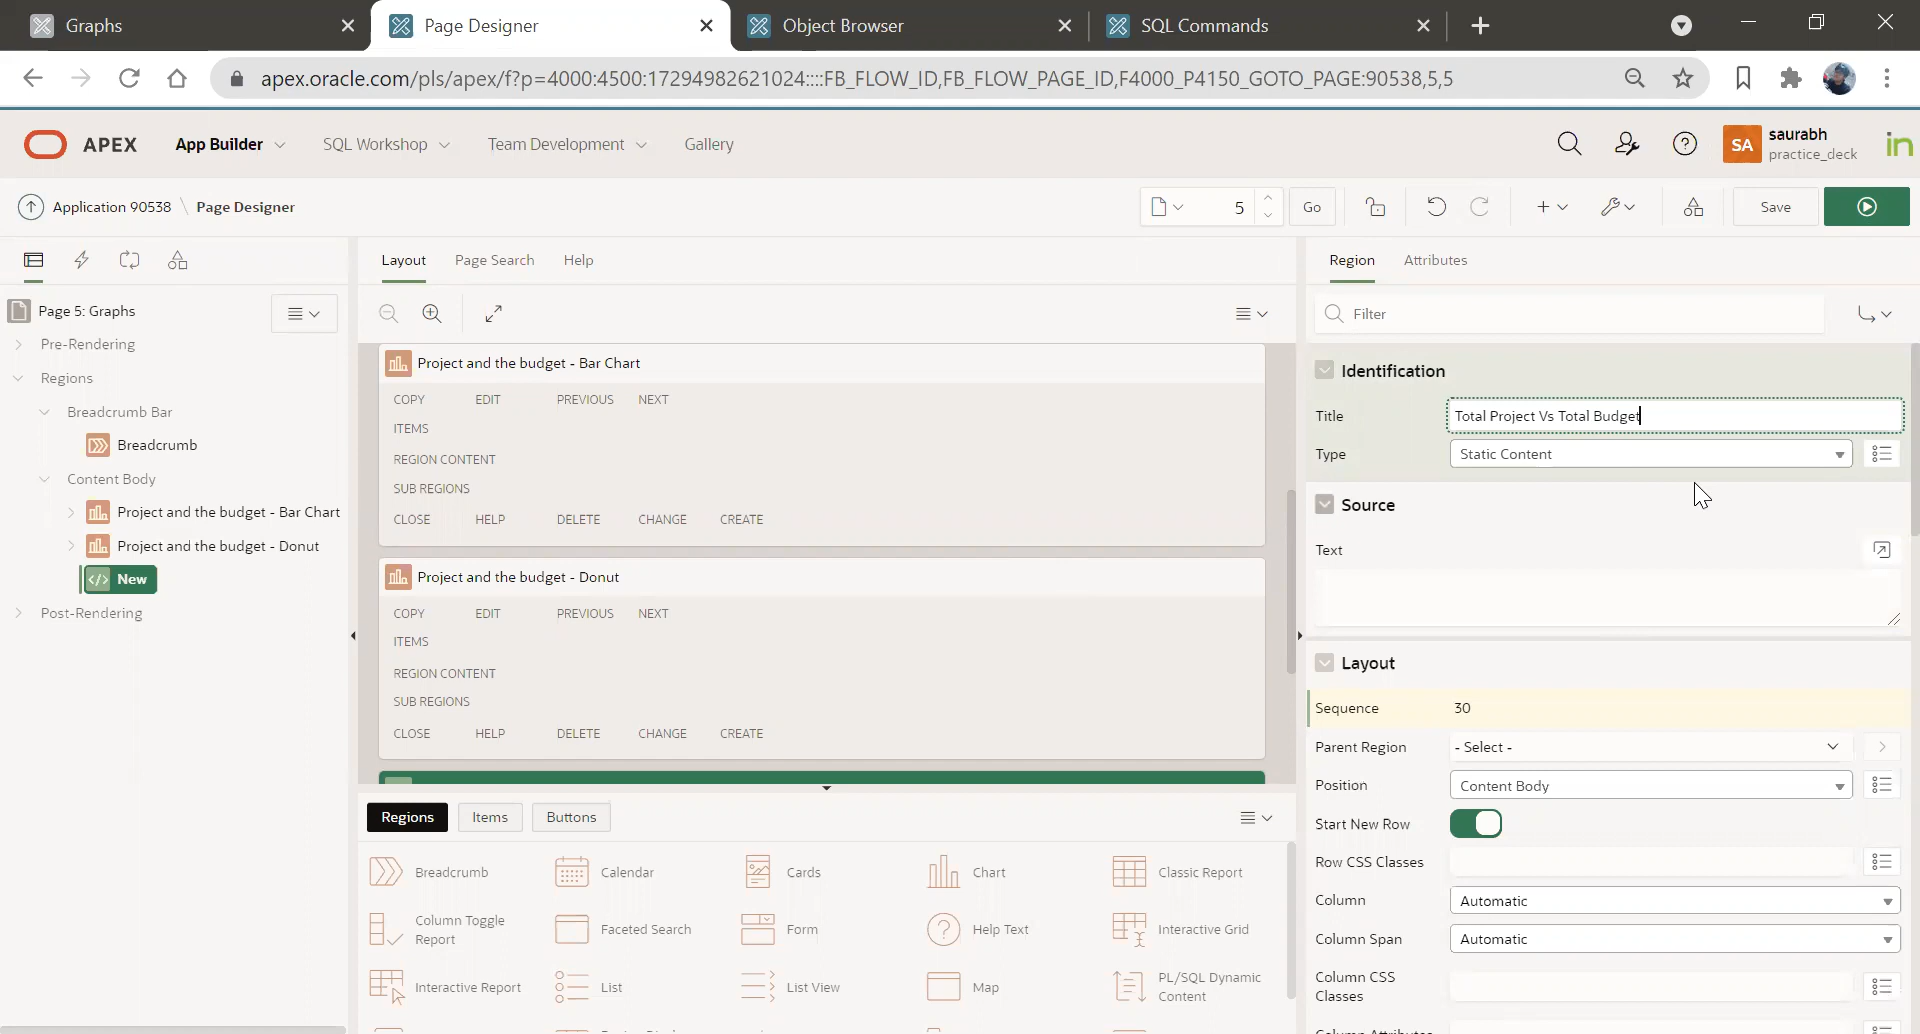 Graphs
Page Designer
Object Browser
SQL Commands
apex.oracle.com/pls/apex/f?p=4000:4500:17294982621024::::FB_FLOW_ID,FB_FLOW_PAGE_ID,F4000_P4150_GOTO_PAGE:90538,5,5
APEX
App Builder
SQL Workshop
Team Development
Gallery
SA
saurabh
practice_deck
in
Application 90538 \ Page Designer
5
Go
Save
Layout
Page Search
Help
Region
Attributes
Page 5: Graphs
Filter
Pre-Rendering
Regions
Breadcrumb Bar
Breadcrumb
Content Body
Project and the budget - Bar Chart
Project and the budget - Donut
New
Post-Rendering
Project and the budget - Bar Chart
COPY EDIT PREVIOUS NEXT
ITEMS
REGION CONTENT
SUB REGIONS
CLOSE HELP DELETE CHANGE CREATE
Project and the budget - Donut
COPY EDIT PREVIOUS NEXT
ITEMS
REGION CONTENT
SUB REGIONS
CLOSE HELP DELETE CHANGE CREATE
Regions
Items
Buttons
Breadcrumb
Calendar
Cards
Chart
Classic Report
Column Toggle
Report
Faceted Search
Form
Help Text
Interactive Grid
Interactive Report
List
List View
Map
PL/SQL Dynamic
Content
Identification
Title Total Project Vs Total Budget
Type Static Content
Source
Text
Layout
Sequence 30
Parent Region - Select -
Position Content Body
Start New Row
Row CSS Classes
Column Automatic
Column Span Automatic
Column CSS
Classes